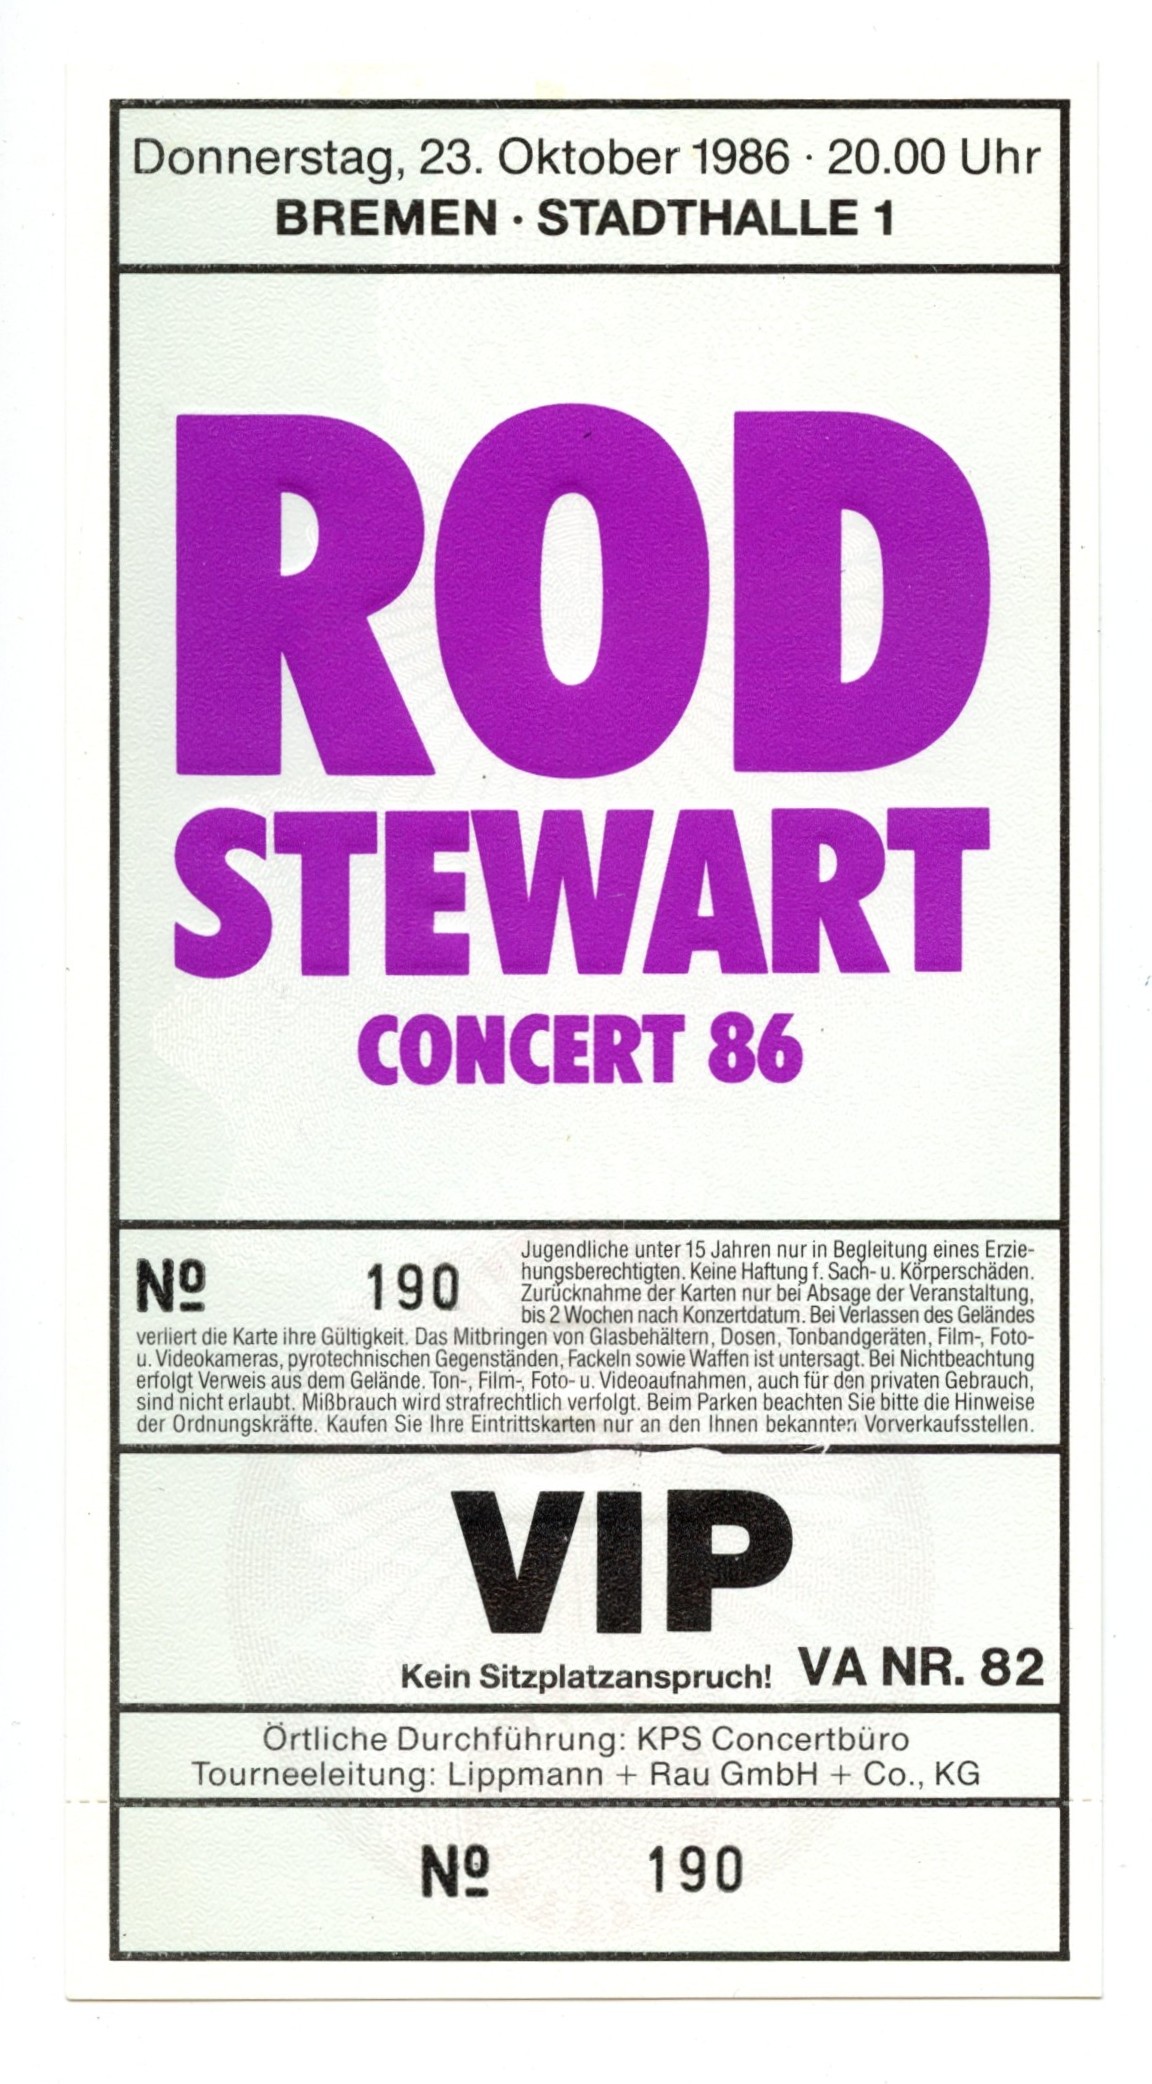 Donnerstag, 23. Oktober 1986 · 20.00 Uhr
BREMEN · STADTHALLE 1
ROD
STEWART
CONCERT 86
Nº 190
Jugendliche unter 15 Jahren nur in Begleitung eines Erzie-
hungsberechtigten. Keine Haftung f. Sach- u. Körperschäden.
Zurücknahme der Karten nur bei Absage der Veranstaltung,
bis 2 Wochen nach Konzertdatum. Bei Verlassen des Geländes
verliert die Karte ihre Gültigkeit. Das Mitbringen von Glasbehältern, Dosen, Tonbandgeräten, Film-, Foto-
u. Videokameras, pyrotechnischen Gegenständen, Fackeln sowie Waffen ist untersagt. Bei Nichtbeachtung
erfolgt Verweis aus dem Gelände. Ton-, Film-, Foto- u. Videoaufnahmen, auch für den privaten Gebrauch,
sind nicht erlaubt. Mißbrauch wird strafrechtlich verfolgt. Beim Parken beachten Sie bitte die Hinweise
der Ordnungskräfte. Kaufen Sie Ihre Eintrittskarten nur an den Ihnen bekannten Vorverkaufsstellen.
VIP
Kein Sitzplatzanspruch! VA NR. 82
Örtliche Durchführung: KPS Concertbüro
Tourneeleitung: Lippmann + Rau GmbH + Co., KG
Nº 190